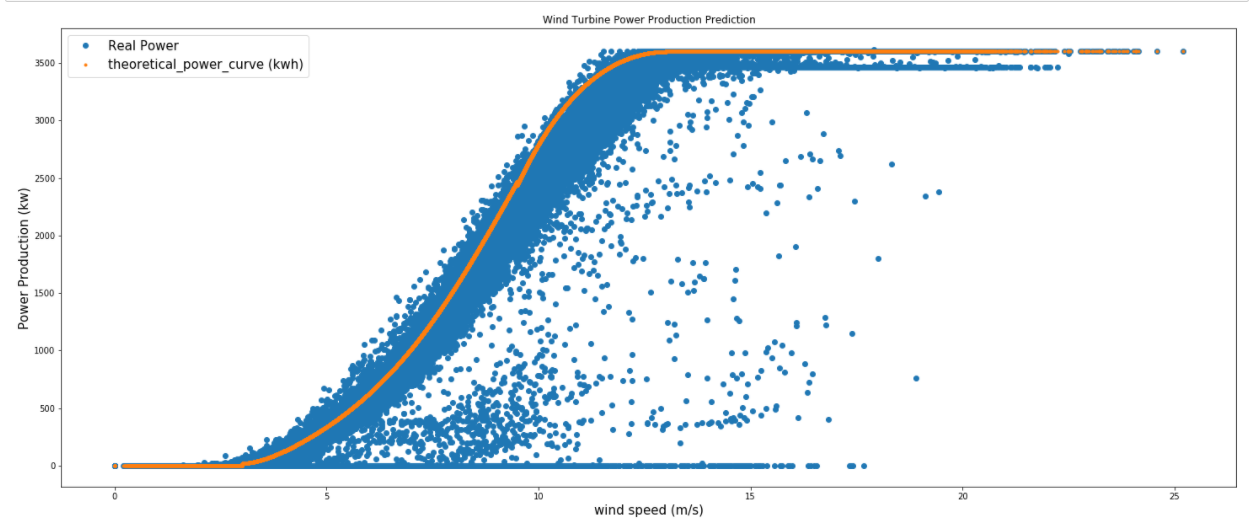 Wind Turbine Power Production Prediction
Real Power
theoretical_power_curve (kwh)
Power Production (kw)
3500
3000
2500
2000
1500
1000
500
0
0 5 10 15 20 25
wind speed (m/s)